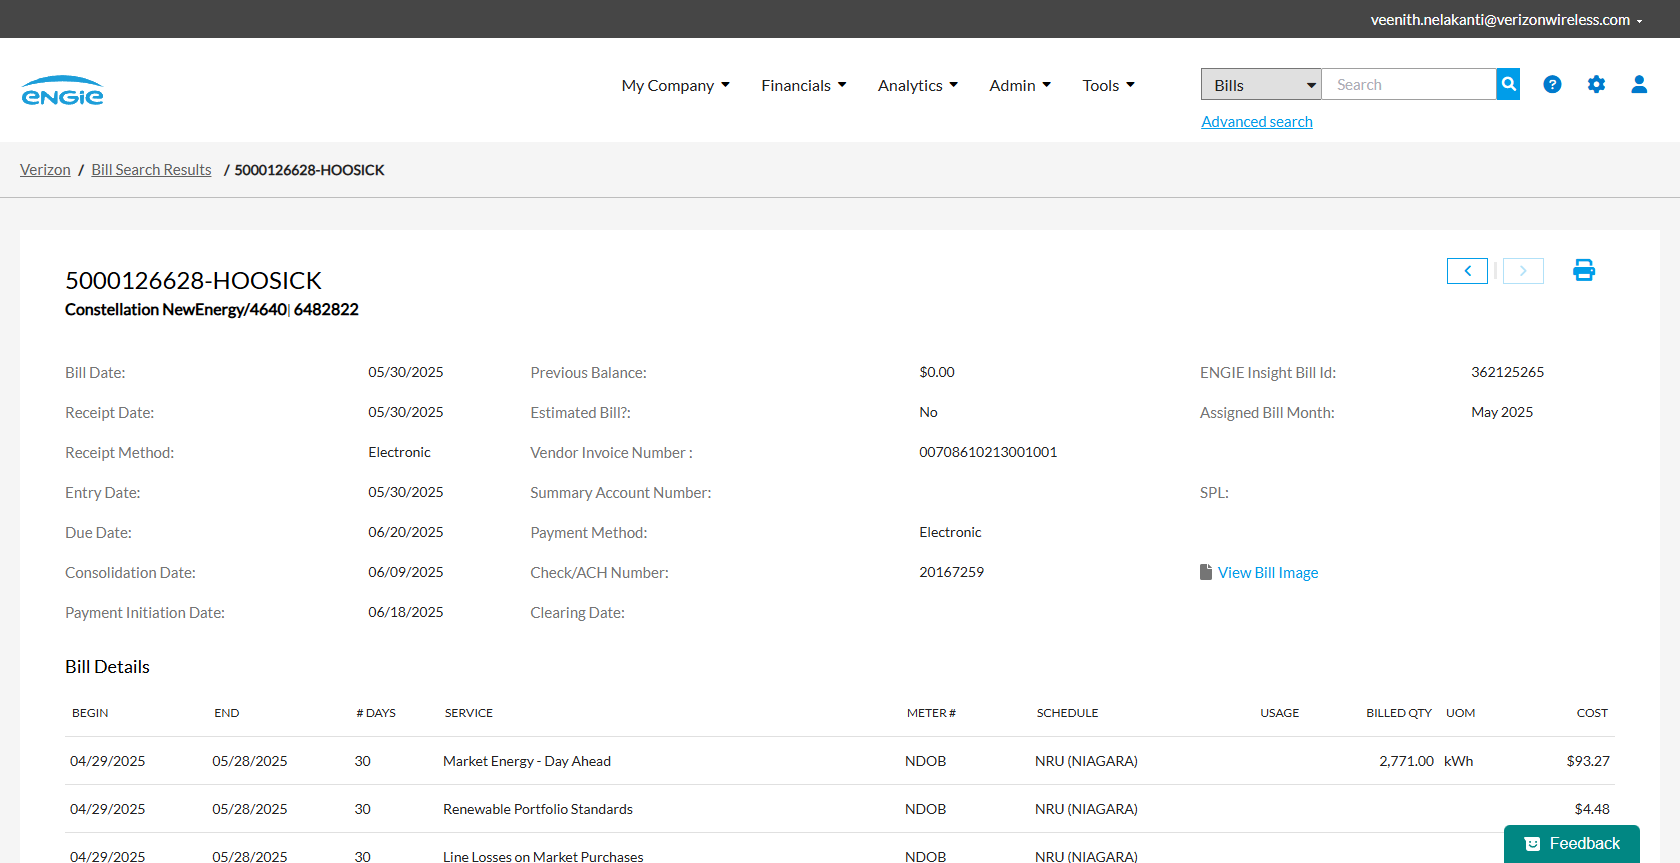 veenith.nelakanti@verizonwireless.com
ENGIE
My Company Financials Analytics Admin Tools Bills Search
Advanced search
Verizon / Bill Search Results / 5000126628-HOOSICK
5000126628-HOOSICK
Constellation NewEnergy/4640| 6482822
Bill Date: 05/30/2025 Previous Balance: $0.00 ENGIE Insight Bill Id: 362125265
Receipt Date: 05/30/2025 Estimated Bill?: No Assigned Bill Month: May 2025
Receipt Method: Electronic Vendor Invoice Number : 00708610213001001
Entry Date: 05/30/2025 Summary Account Number: SPL:
Due Date: 06/20/2025 Payment Method: Electronic
Consolidation Date: 06/09/2025 Check/ACH Number: 20167259 View Bill Image
Payment Initiation Date: 06/18/2025 Clearing Date:
Bill Details
BEGIN END # DAYS SERVICE METER # SCHEDULE USAGE BILLED QTY UOM COST
04/29/2025 05/28/2025 30 Market Energy - Day Ahead NDOB NRU (NIAGARA) 2,771.00 kWh $93.27
04/29/2025 05/28/2025 30 Renewable Portfolio Standards NDOB NRU (NIAGARA) $4.48
04/29/2025 05/28/2025 30 Line Losses on Market Purchases NDOB NRU (NIAGARA)
Feedback